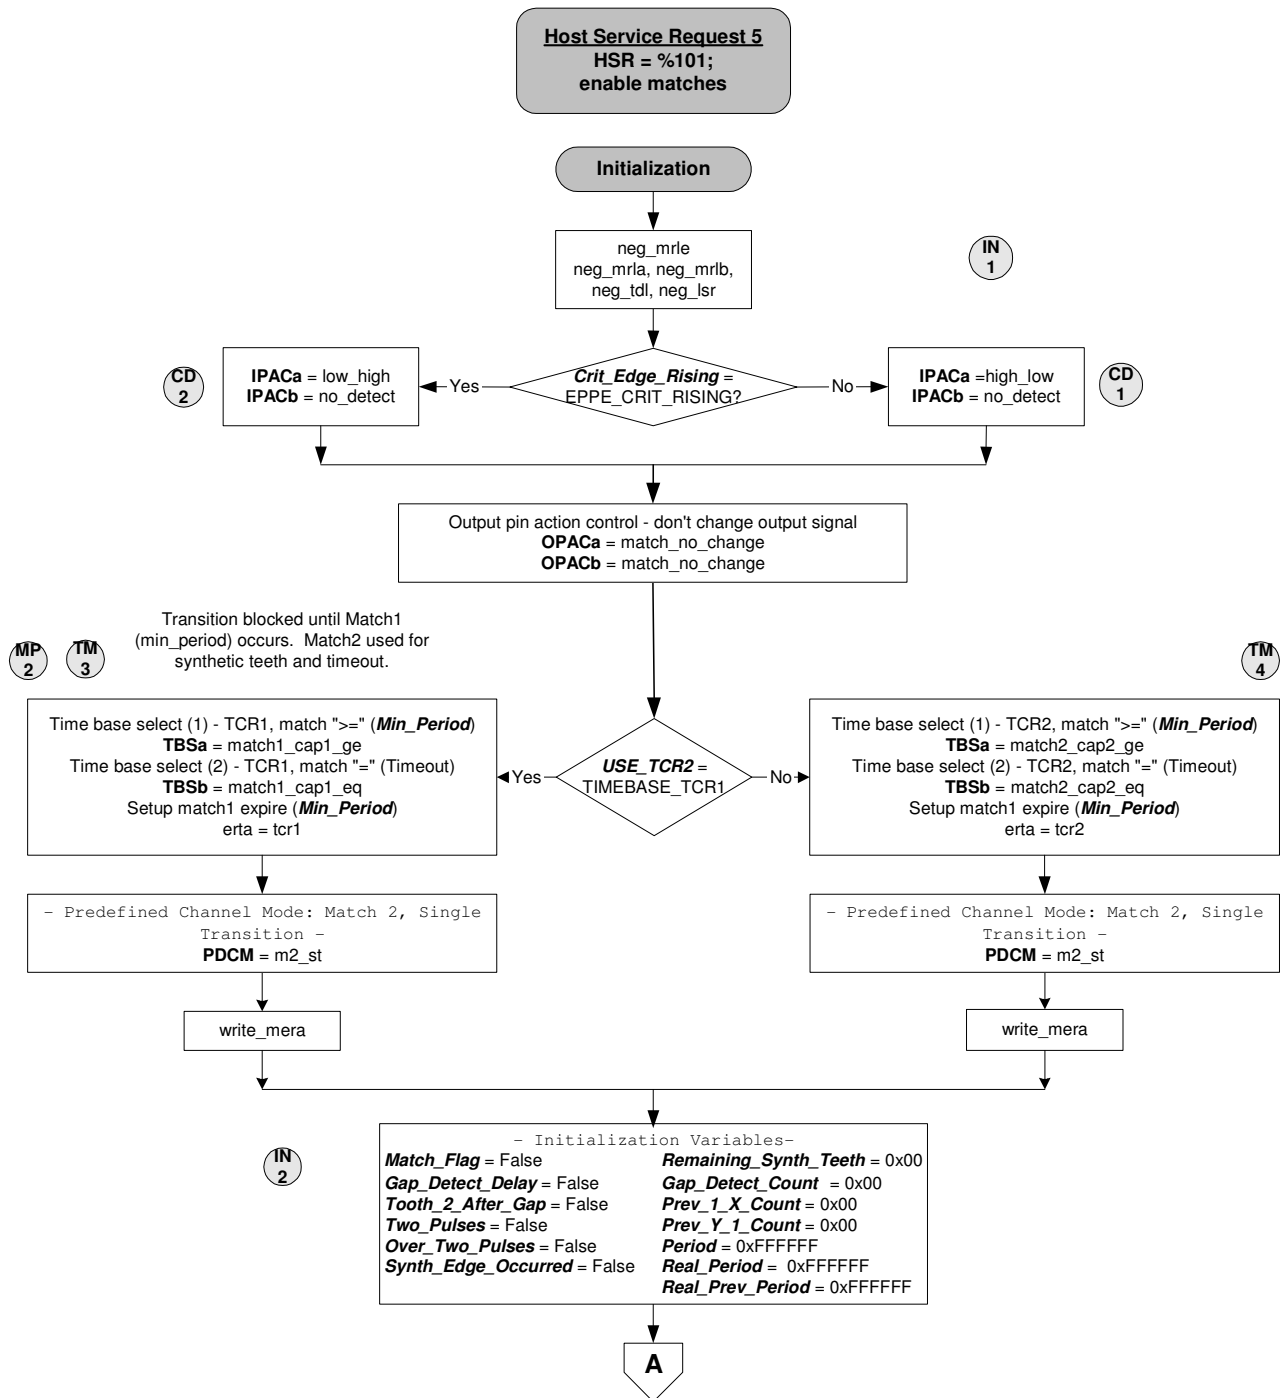 Host Service Request 5
HSR = %101;
enable matches
Initialization
neg_mrle
neg_mrla, neg_mrlb,
neg_tdl, neg_lsr
IN
1
CD
2
IPACa = low_high
IPACb = no_detect
Yes
Crit_Edge_Rising =
EPPE_CRIT_RISING?
No
IPACa =high_low
IPACb = no_detect
CD
1
Output pin action control - don't change output signal
OPACa = match_no_change
OPACb = match_no_change
MP
2
TM
3
Transition blocked until Match1
(min_period) occurs. Match2 used for
synthetic teeth and timeout.
TM
4
Time base select (1) - TCR1, match ">=" (Min_Period)
TBSa = match1_cap1_ge
Time base select (2) - TCR1, match "=" (Timeout)
TBSb = match1_cap1_eq
Setup match1 expire (Min_Period)
erta = tcr1
Yes
USE_TCR2 =
TIMEBASE_TCR1
No
Time base select (1) - TCR2, match ">=" (Min_Period)
TBSa = match2_cap2_ge
Time base select (2) - TCR2, match "=" (Timeout)
TBSb = match2_cap2_eq
Setup match1 expire (Min_Period)
erta = tcr2
- Predefined Channel Mode: Match 2, Single
Transition -
PDCM = m2_st
- Predefined Channel Mode: Match 2, Single
Transition -
PDCM = m2_st
write_mera
write_mera
IN
2
- Initialization Variables-
Match_Flag = False
Gap_Detect_Delay = False
Tooth_2_After_Gap = False
Two_Pulses = False
Over_Two_Pulses = False
Synth_Edge_Occurred = False
Remaining_Synth_Teeth = 0x00
Gap_Detect_Count = 0x00
Prev_1_X_Count = 0x00
Prev_Y_1_Count = 0x00
Period = 0xFFFFFF
Real_Period = 0xFFFFFF
Real_Prev_Period = 0xFFFFFF
A